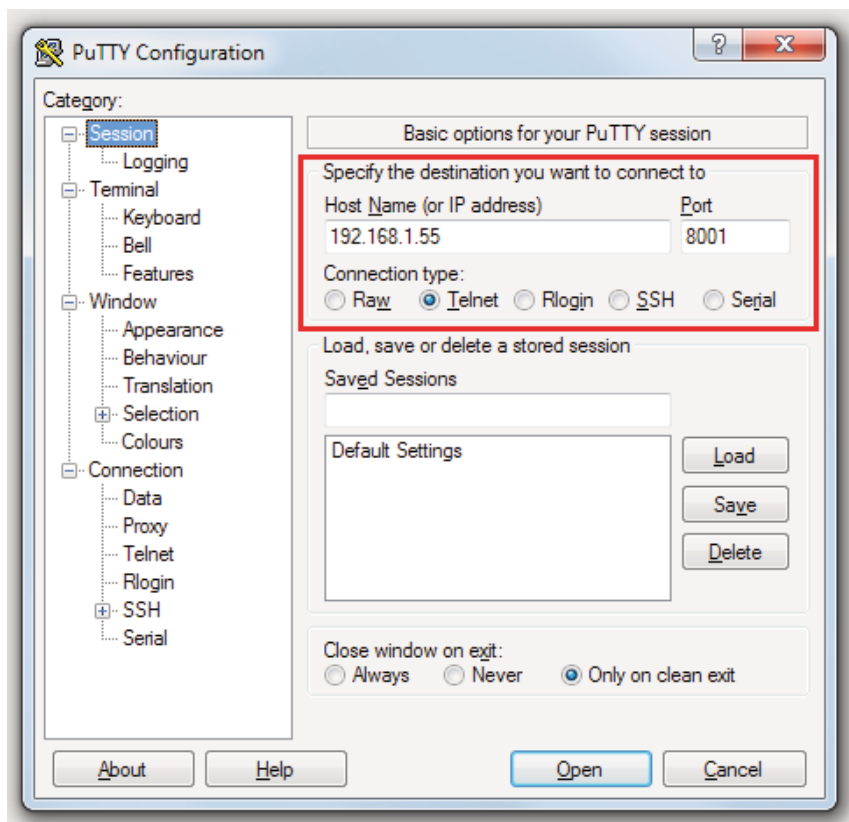 PuTTY Configuration
Category:
Session
Logging
Terminal
Keyboard
Bell
Features
Window
Appearance
Behaviour
Translation
Selection
Colours
Connection
Data
Proxy
Telnet
Rlogin
SSH
Serial
Basic options for your PuTTY session
Specify the destination you want to connect to
Host Name (or IP address) Port
192.168.1.55 8001
Connection type:
Raw Telnet Rlogin SSH Serial
Load, save or delete a stored session
Saved Sessions
Default Settings
Load
Save
Delete
Close window on exit:
Always Never Only on clean exit
About Help Open Cancel